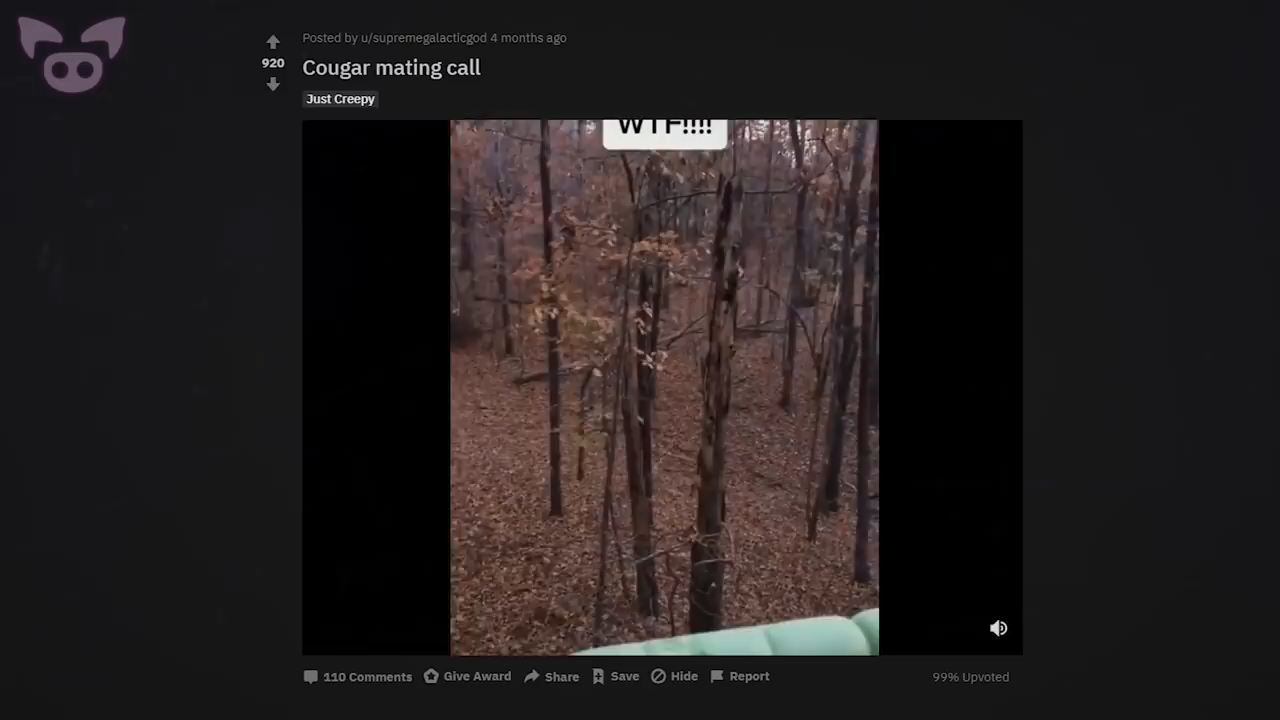 Posted by u/supremegalacticgod 4 months ago
920
Cougar mating call
Just Creepy
WTF!!!!
110 Comments Give Award Share Save Hide Report 99% Upvoted